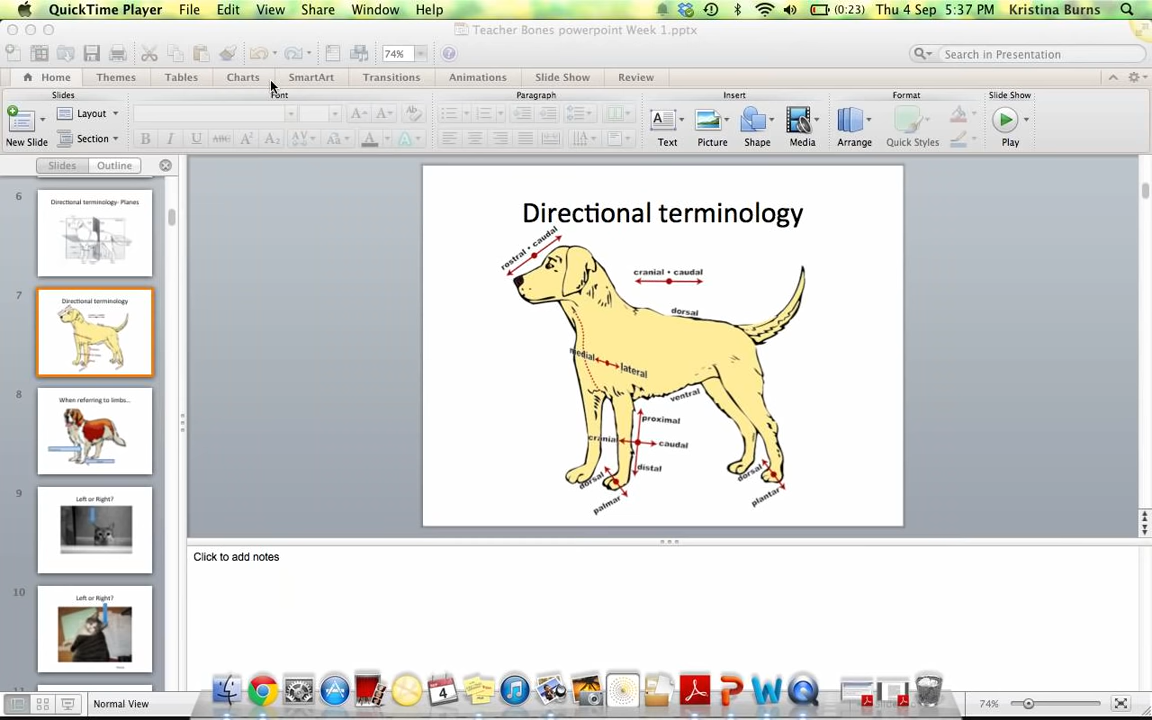 QuickTime Player File Edit View Share Window Help (0:23) Thu 4 Sep 5:37 PM Kristina Burns
Teacher Bones powerpoint Week 1.pptx
74% Search in Presentation
Home Themes Tables Charts SmartArt Transitions Animations Slide Show Review
Slides Font Paragraph Insert Format Slide Show
Layout
Section
New Slide Text Picture Shape Media Arrange Quick Styles Play
Slides Outline
6
Directional terminology- Planes
7
Directional terminology
8
When referring to limbs...
9
Left or Right?
10
Left or Right?
Directional terminology
rostral • caudal
cranial • caudal
dorsal
medial
lateral
ventral
proximal
cranial
caudal
distal
dorsal
palmar
dorsal
plantar
Click to add notes
Normal View 74%